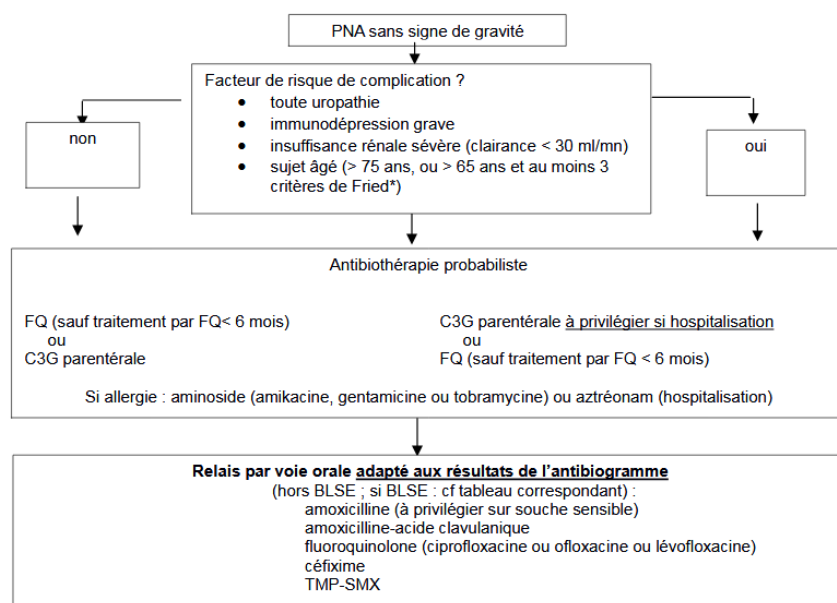 PNA sans signe de gravité
Facteur de risque de complication ?
• toute uropathie
• immunodépression grave
• insuffisance rénale sévère (clairance < 30 ml/mn)
• sujet âgé (> 75 ans, ou > 65 ans et au moins 3
critères de Fried*)
non
oui
Antibiothérapie probabiliste
FQ (sauf traitement par FQ< 6 mois)
ou
C3G parentérale
C3G parentérale à privilégier si hospitalisation
ou
FQ (sauf traitement par FQ < 6 mois)
Si allergie : aminoside (amikacine, gentamicine ou tobramycine) ou aztréonam (hospitalisation)
Relais par voie orale adapté aux résultats de l'antibiogramme
(hors BLSE ; si BLSE : cf tableau correspondant) :
amoxicilline (à privilégier sur souche sensible)
amoxicilline-acide clavulanique
fluoroquinolone (ciprofloxacine ou ofloxacine ou lévofloxacine)
céfixime
TMP-SMX